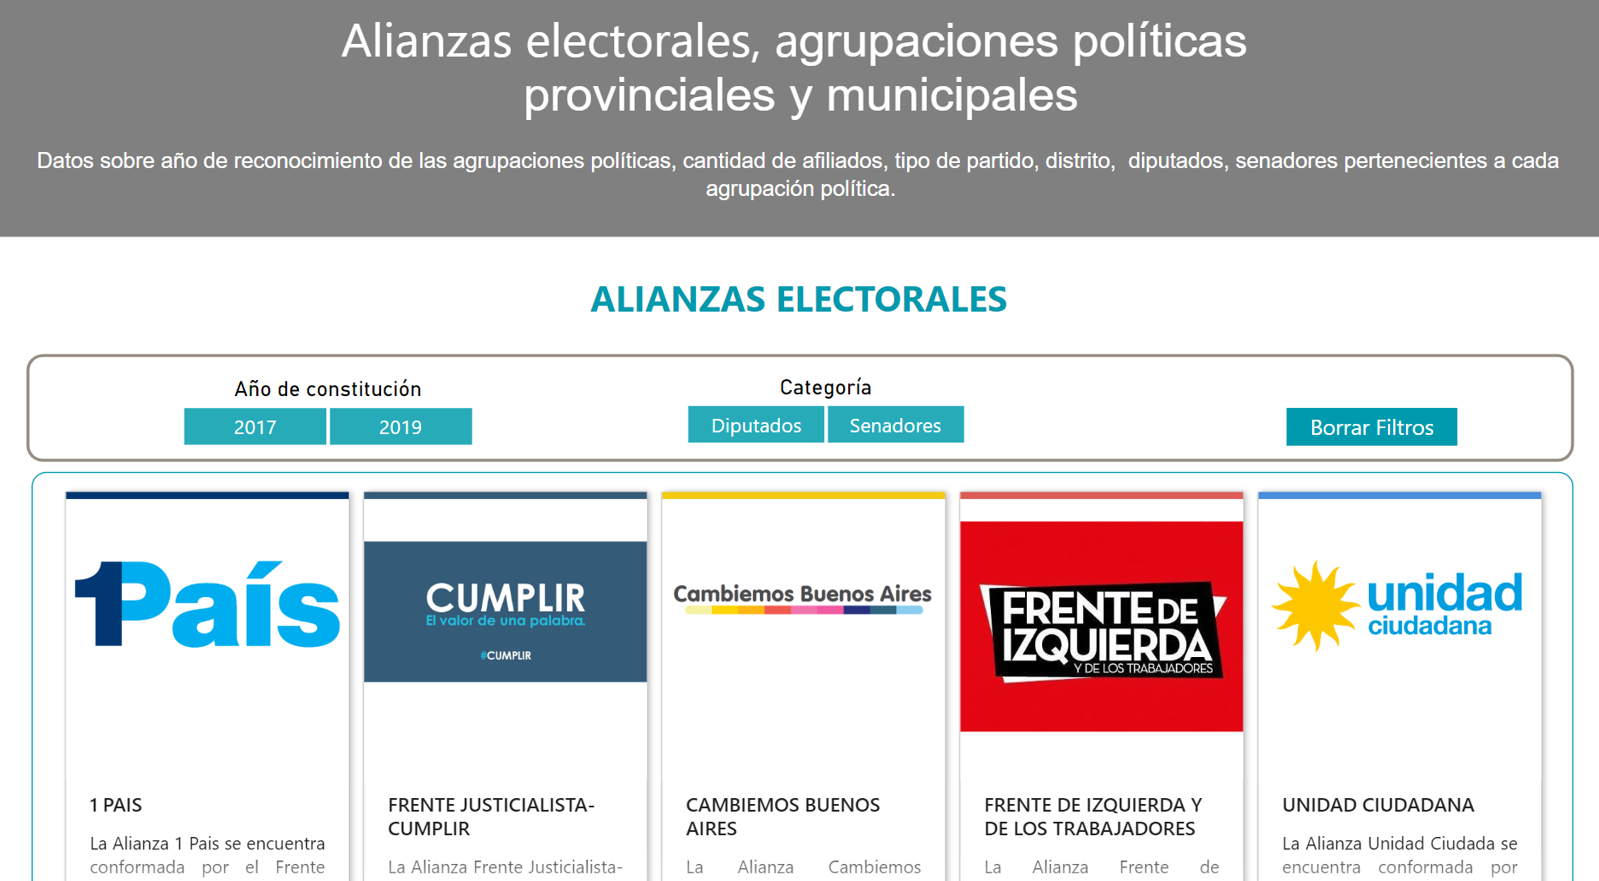 Alianzas electorales, agrupaciones políticas
provinciales y municipales
Datos sobre año de reconocimiento de las agrupaciones políticas, cantidad de afiliados, tipo de partido, distrito,  diputados, senadores pertenecientes a cada
agrupación política.
ALIANZAS ELECTORALES
Año de constitución
2017
2019
Categoría
Diputados
Senadores
Borrar Filtros
1País
CUMPLIR
El valor de una palabra.
#CUMPLIR
Cambiemos Buenos Aires
FRENTE DE
IZQUIERDA
Y DE LOS TRABAJADORES
unidad
ciudadana
1 PAIS
La Alianza 1 Pais se encuentra
conformada por el Frente
FRENTE JUSTICIALISTA-
CUMPLIR
La Alianza Frente Justicialista-
CAMBIEMOS BUENOS
AIRES
La Alianza Cambiemos
FRENTE DE IZQUIERDA Y
DE LOS TRABAJADORES
La Alianza Frente de
UNIDAD CIUDADANA
La Alianza Unidad Ciudada se
encuentra conformada por